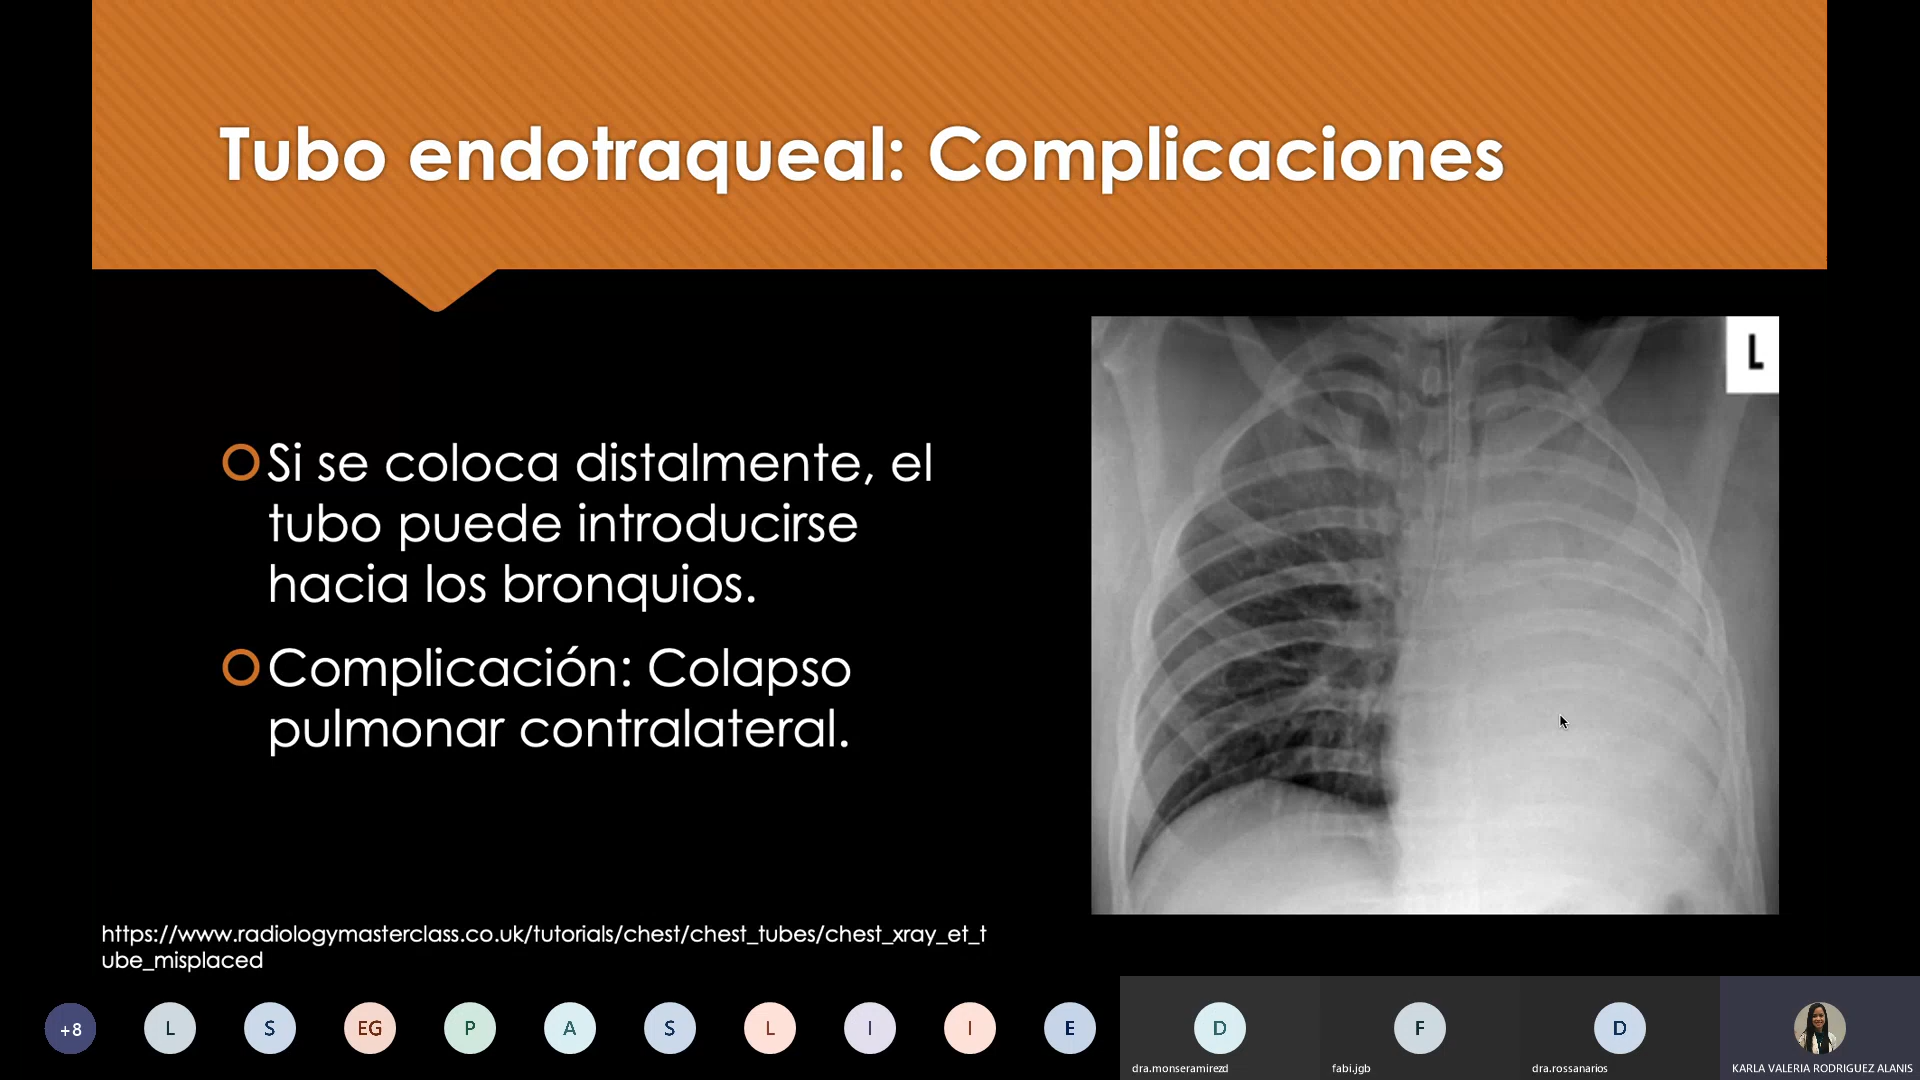 Tubo endotraqueal: Complicaciones
L
Si se coloca distalmente, el
tubo puede introducirse
hacia los bronquios.
Complicación: Colapso
pulmonar contralateral.
https://www.radiologymasterclass.co.uk/tutorials/chest/chest_tubes/chest_xray_et_t
ube_misplaced
+8 L S EG P A S L I I E D F D
dra.monseramirezd fabi.jgb dra.rossanarios KARLA VALERIA RODRIGUEZ ALANIS